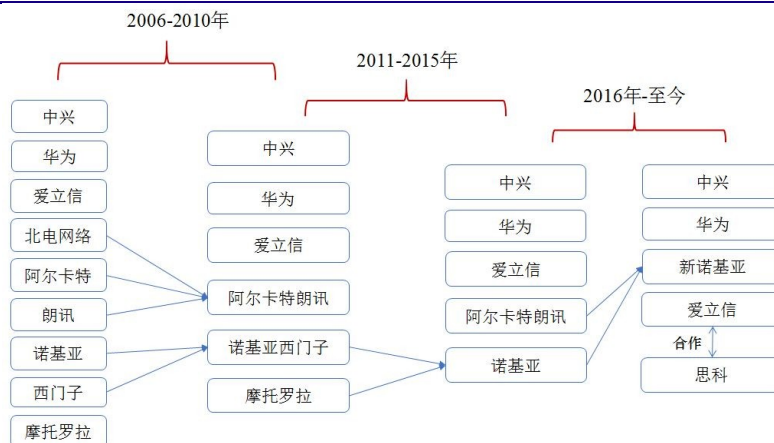 2006-2010年
2011-2015年
2016年-至今
中兴
华为
爱立信
北电网络
阿尔卡特
朗讯
诺基亚
西门子
摩托罗拉
中兴
华为
爱立信
阿尔卡特朗讯
诺基亚西门子
摩托罗拉
中兴
华为
爱立信
阿尔卡特朗讯
诺基亚
中兴
华为
新诺基亚
爱立信
合作
思科